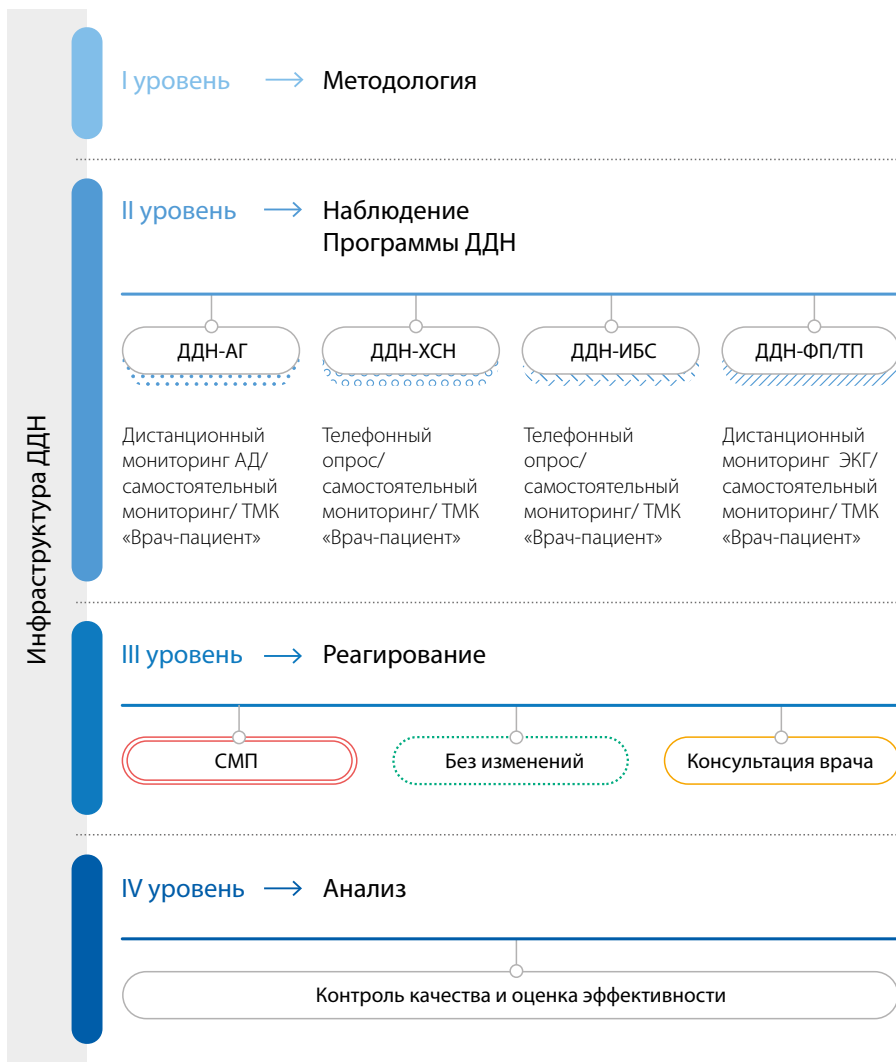 Инфраструктура ДДН
I уровень → Методология
II уровень → Наблюдение
Программы ДДН
ДДН-АГ
ДДН-ХСН
ДДН-ИБС
ДДН-ФП/ТП
Дистанционный
мониторинг АД/
самостоятельный
мониторинг/ ТМК
«Врач-пациент»
Телефонный
опрос/
самостоятельный
мониторинг/ ТМК
«Врач-пациент»
Телефонный
опрос/
самостоятельный
мониторинг/ ТМК
«Врач-пациент»
Дистанционный
мониторинг ЭКГ/
самостоятельный
мониторинг/ ТМК
«Врач-пациент»
III уровень → Реагирование
СМП
Без изменений
Консультация врача
IV уровень → Анализ
Контроль качества и оценка эффективности